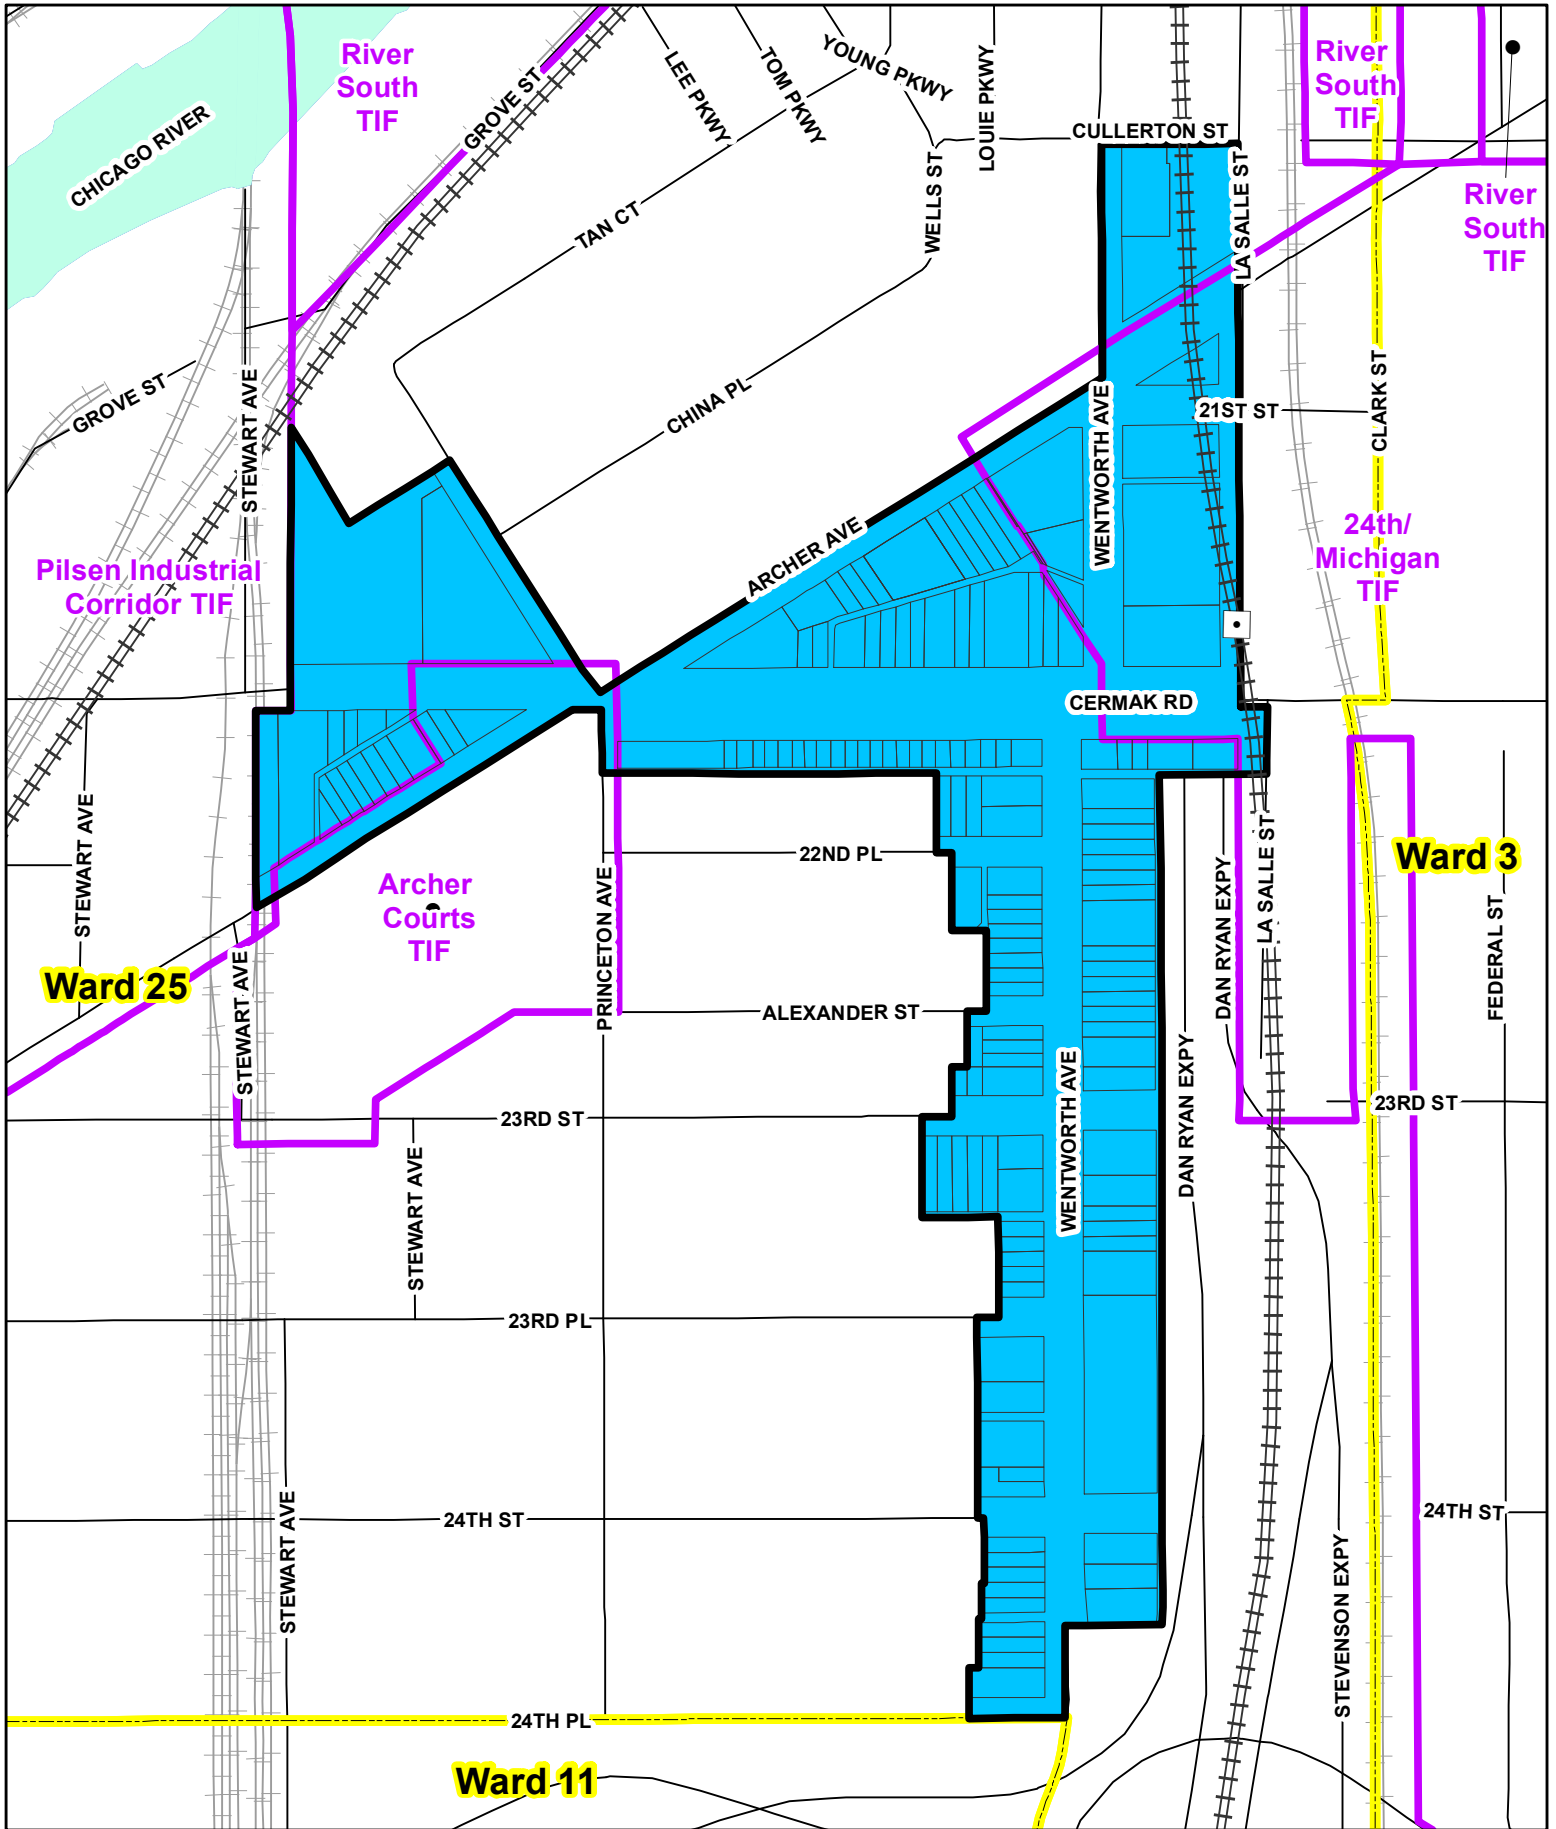 River
South
TIF
LEE PKWY
TOM PKWY
YOUNG PKWY
LOUIE PKWY
River
South
TIF
CHICAGO RIVER
GROVE ST
CULLERTON ST
WELLS ST
LA SALLE ST
TAN CT
River
South
TIF
GROVE ST
STEWART AVE
CHINA PL
WENTWORTH AVE
21ST ST
CLARK ST
Pilsen Industrial
Corridor TIF
ARCHER AVE
24th/
Michigan
TIF
CERMAK RD
STEWART AVE
22ND PL
PRINCETON AVE
DAN RYAN EXPY
LA SALLE ST
Ward 3
Archer
Courts
TIF
FEDERAL ST
Ward 25
STEWART AVE
ALEXANDER ST
WENTWORTH AVE
DAN RYAN EXPY
23RD ST
23RD ST
STEWART AVE
23RD PL
24TH ST
24TH ST
STEWART AVE
STEVENSON EXPY
24TH PL
Ward 11